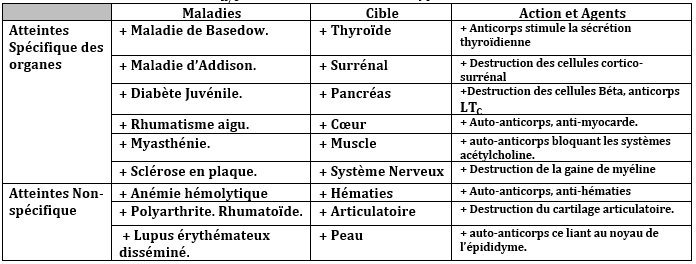 Maladies Cible Action et Agents
Atteintes Spécifique des organes
+ Maladie de Basedow. + Thyroïde + Anticorps stimule la sécrétion thyroïdienne
+ Maladie d'Addison. + Surrénal + Destruction des cellules cortico-surrénal
+ Diabète Juvénile. + Pancréas +Destruction des cellules Béta, anticorps LTC
+ Rhumatisme aigu. + Cœur + Auto-anticorps, anti-myocarde.
+ Myasthénie. + Muscle + auto-anticorps bloquant les systèmes acétylcholine.
+ Sclérose en plaque. + Système Nerveux + Destruction de la gaine de myéline
Atteintes Non-spécifique
+ Anémie hémolytique + Hématies + Auto-anticorps, anti-hématies
+ Polyarthrite. Rhumatoïde. + Articulatoire + Destruction du cartilage articulatoire.
+ Lupus érythémateux disséminé. + Peau + auto-anticorps ce liant au noyau de l'épididyme.